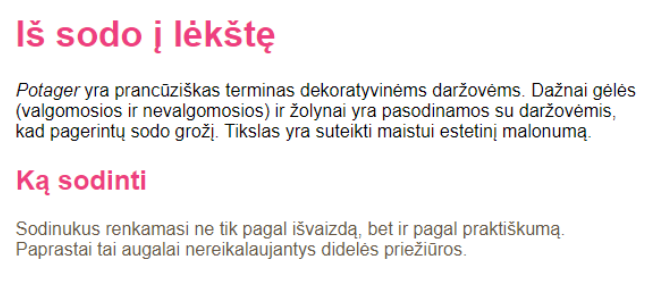 Iš sodo į lėkštę
Potager yra prancūziškas terminas dekoratyvinėms daržovėms. Dažnai gėlės
(valgomosios ir nevalgomosios) ir žolynai yra pasodinamos su daržovėmis,
kad pagerintų sodo grožį. Tikslas yra suteikti maistui estetinį malonumą.
Ką sodinti
Sodinukus renkamasi ne tik pagal išvaizdą, bet ir pagal praktiškumą.
Paprastai tai augalai nereikalaujantys didelės priežiūros.